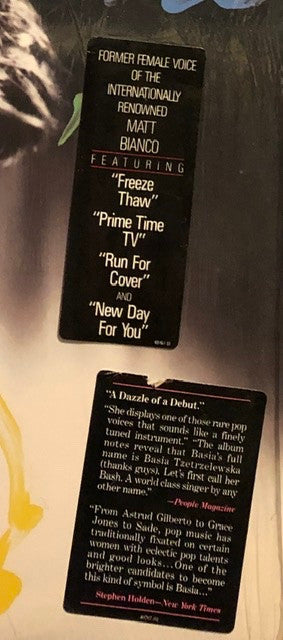 FORMER FEMALE VOICE
OF THE
INTERNATIONALLY
RENOWNED
MATT
BIANCO
FEATURING
"Freeze
Thaw"
"Prime Time
TV"
"Run For
Cover"
AND
"New Day
For You"
"A Dazzle of a Debut."
"She displays one of those rare pop
voices that sounds like a finely
tuned instrument." "The album
notes reveal that Basia's full
name is Basia Tzetrzelewska
(thanks guys). Let's first call her
Bash. A world class singer by any
other name."
—People Magazine
"From Astrud Gilberto to Grace
Jones to Sade, pop music has
traditionally fixated on certain
women with eclectic pop talents
and good looks...One of the
brighter candidates to become
this kind of symbol is Basia..."
Stephen Holden—New York Times